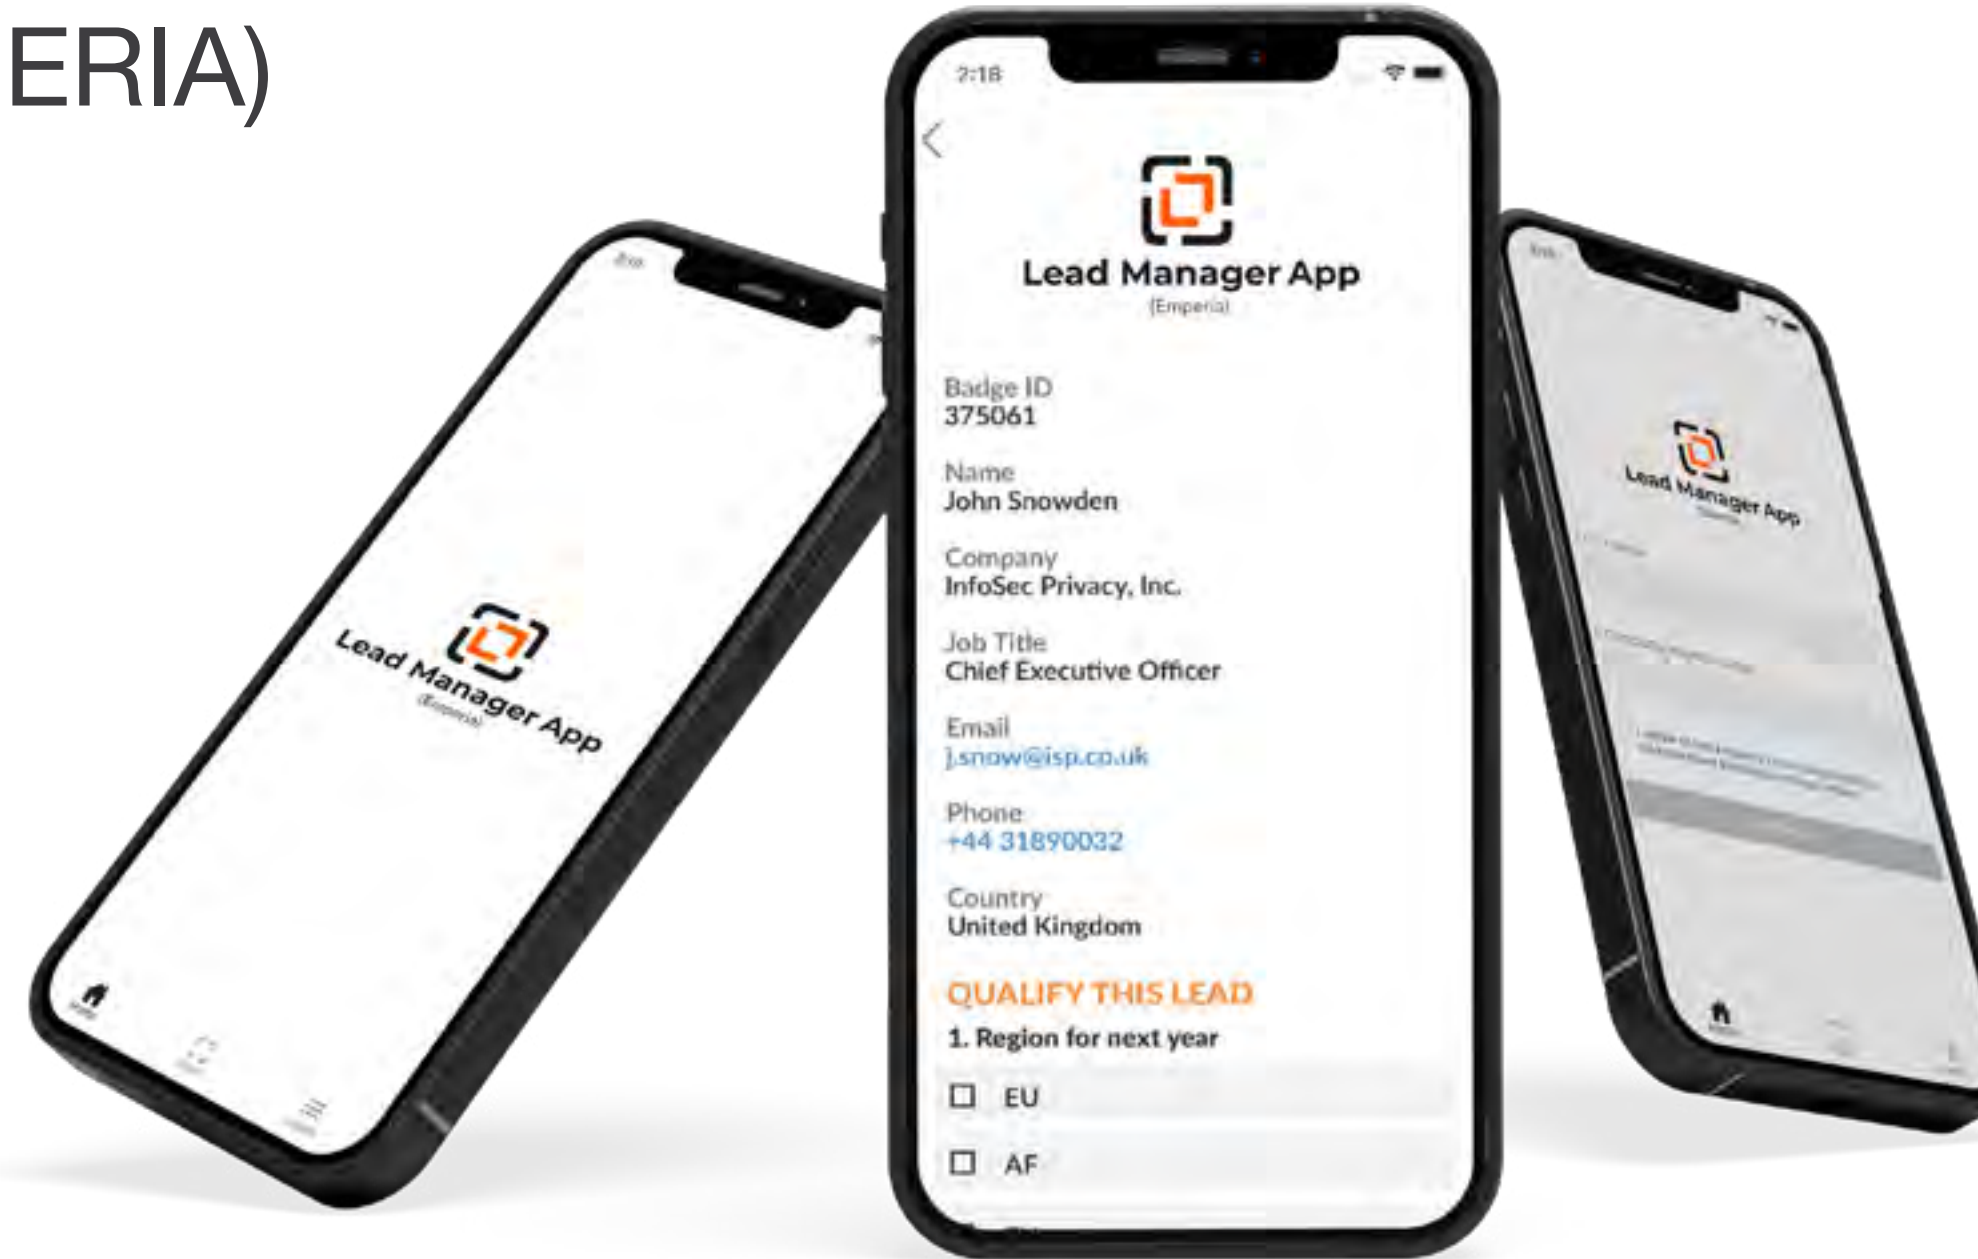 ERIA)
2:18
Lead Manager App
(Emperia)
Badge ID
375061
Name
John Snowden
Company
InfoSec Privacy, Inc.
Job Title
Chief Executive Officer
Email
j.snow@isp.co.uk
Phone
+44 31890032
Country
United Kingdom
QUALIFY THIS LEAD
1. Region for next year
EU
AF
Lead Manager App
(Emperia)
Lead Manager App